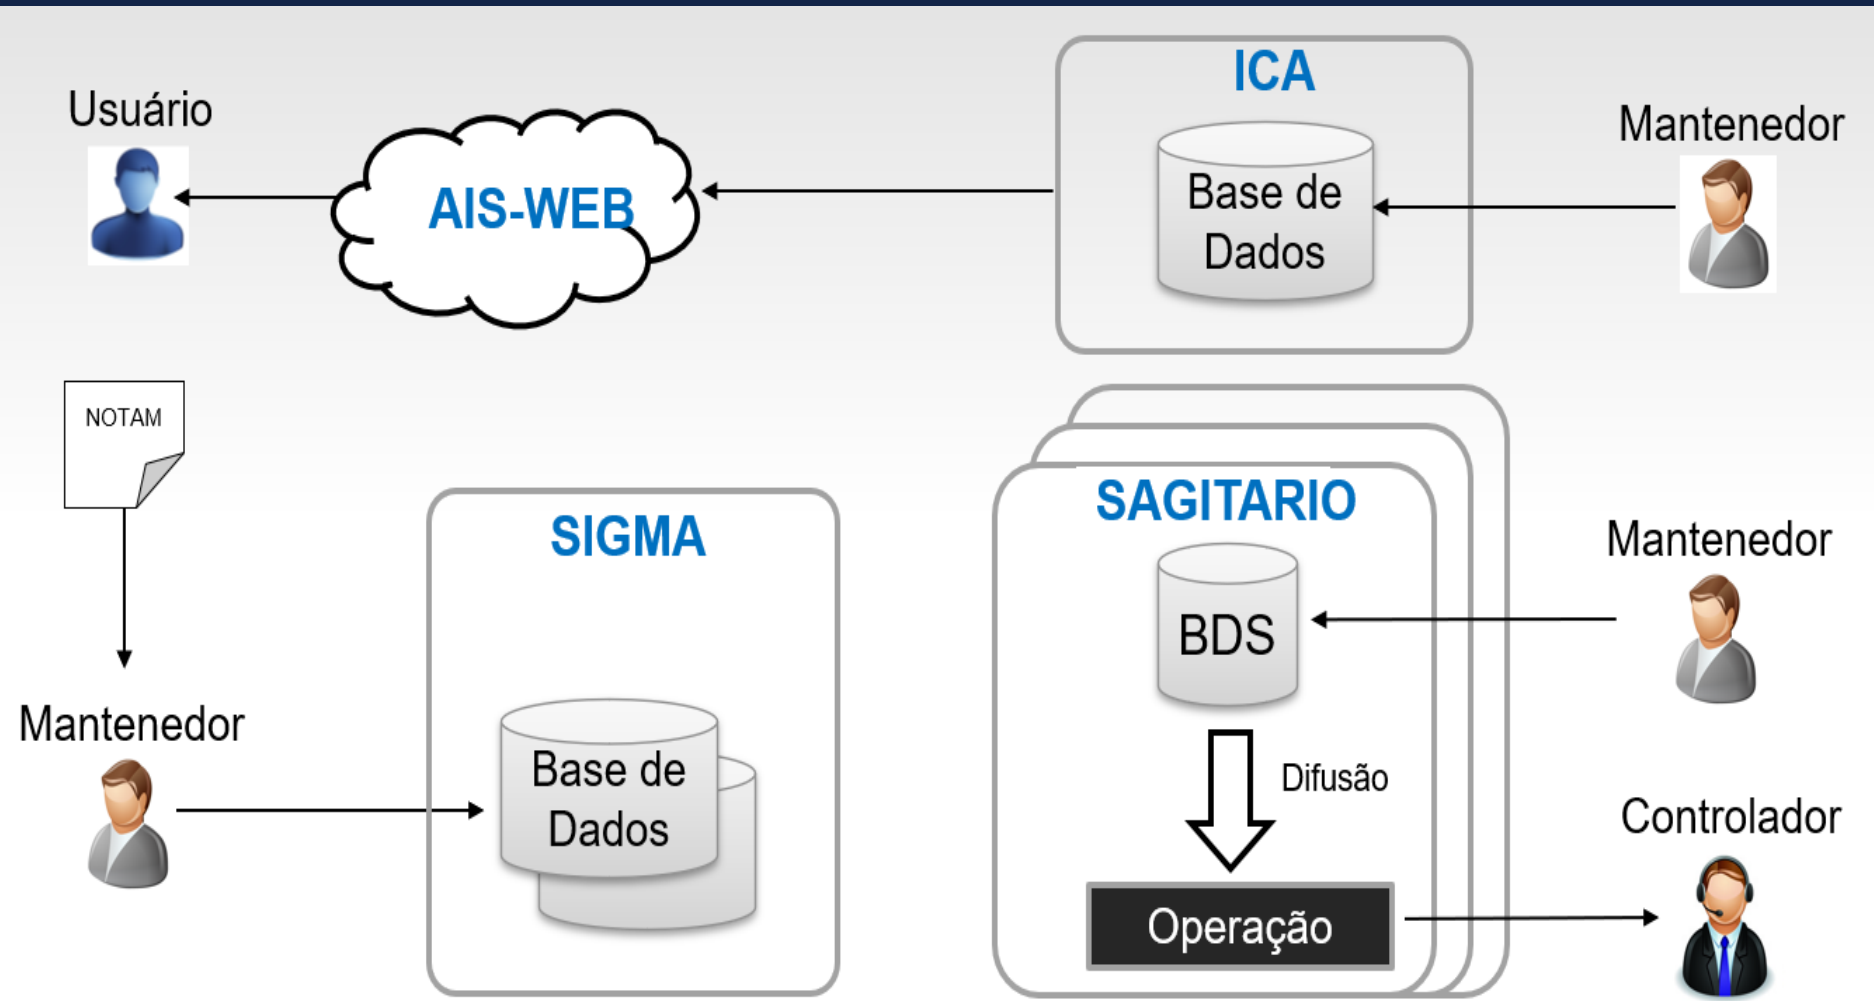 Usuário
AIS-WEB
ICA
Base de
Dados
Mantenedor
NOTAM
Mantenedor
SIGMA
Base de
Dados
SAGITARIO
BDS
Difusão
Operação
Mantenedor
Controlador